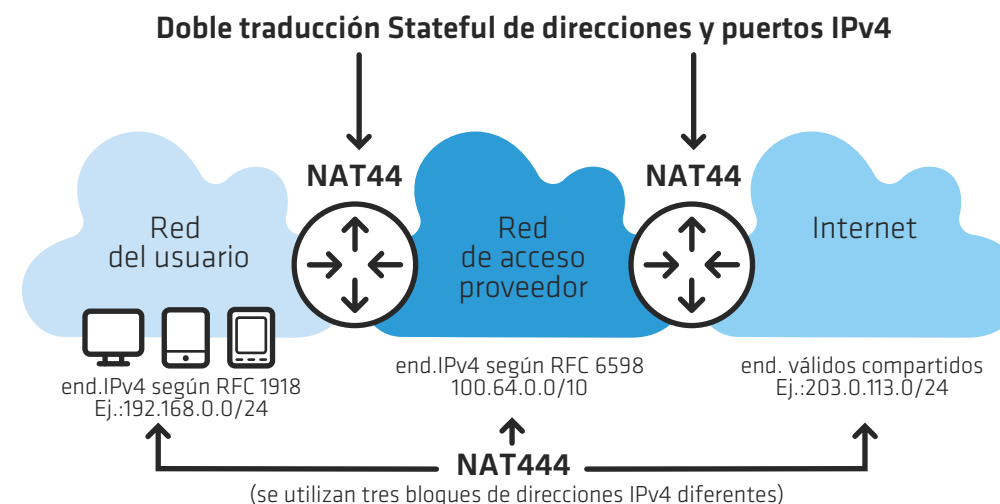 Doble traducción Stateful de direcciones y puertos IPv4
NAT44
NAT44
Red
del usuario
Red
de acceso
proveedor
Internet
end.IPv4 según RFC 1918
Ej.:192.168.0.0/24
end.IPv4 según RFC 6598
100.64.0.0/10
end. válidos compartidos
Ej.:203.0.113.0/24
NAT444
(se utilizan tres bloques de direcciones IPv4 diferentes)